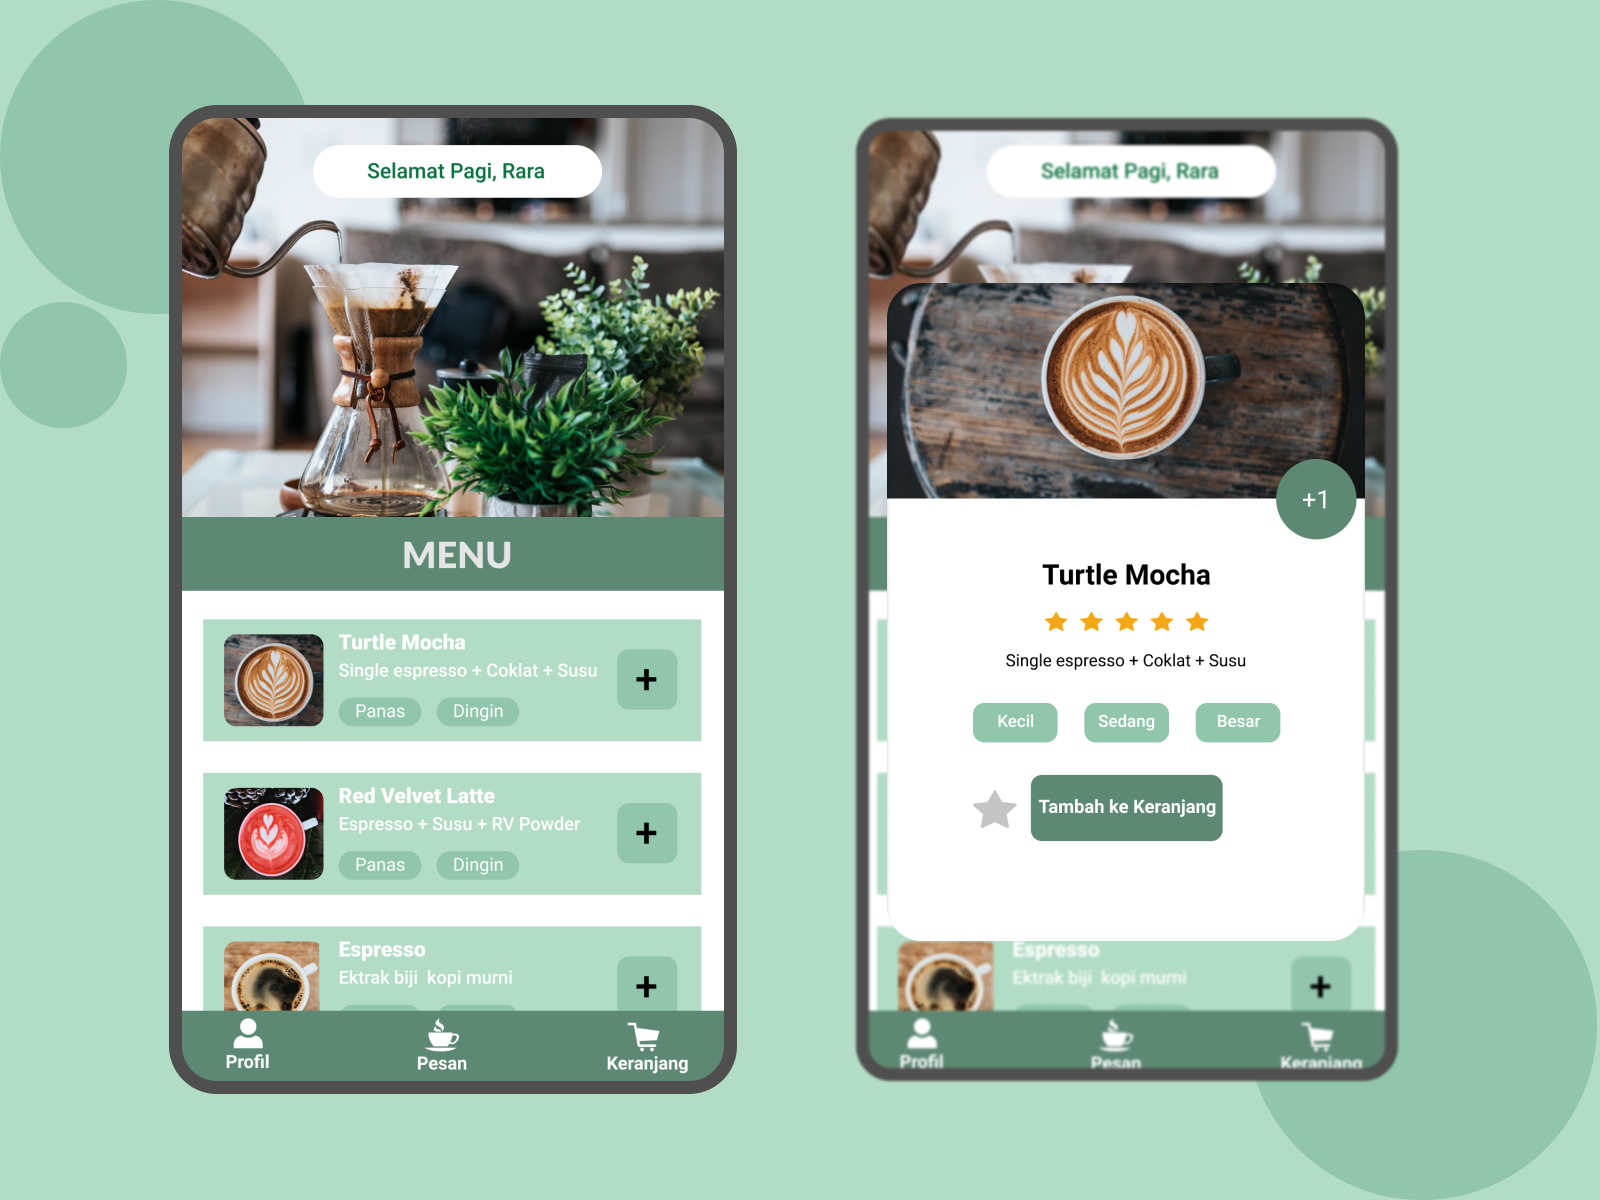 Selamat Pagi, Rara
MENU
Turtle Mocha
Single espresso + Coklat + Susu
Panas
Dingin
+
Red Velvet Latte
Espresso + Susu + RV Powder
Panas
Dingin
+
Espresso
Ektrak biji  kopi murni
+
Profil
Pesan
Keranjang
Selamat Pagi, Rara
+1
Turtle Mocha
Single espresso + Coklat + Susu
Kecil
Sedang
Besar
Tambah ke Keranjang
Espresso
Ektrak biji  kopi murni
+
Profil
Pesan
Keranjang